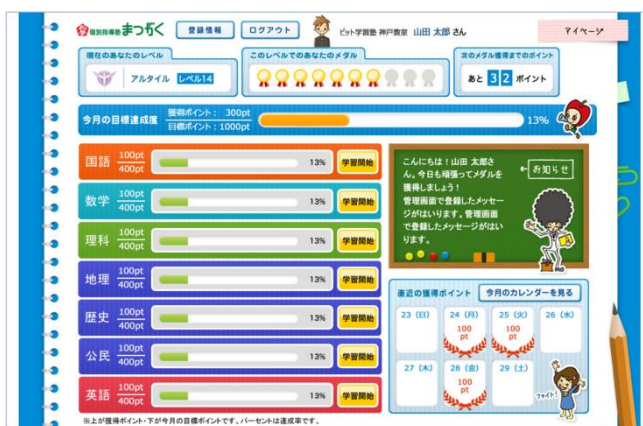 個別指導塾まつがく
登録情報
ログアウト
ピット学習塾 神戸教室 山田 太郎 さん
マイページ
現在のあなたのレベル
アルタイル レベル14
このレベルでのあなたのメダル
次のメダル獲得までのポイント
あと 3 2 ポイント
今月の目標達成度
獲得ポイント： 300pt
目標ポイント：1000pt
13%
国語 100pt 400pt 13% 学習開始
数学 100pt 400pt 13% 学習開始
理科 100pt 400pt 13% 学習開始
地理 100pt 400pt 13% 学習開始
歴史 100pt 400pt 13% 学習開始
公民 100pt 400pt 13% 学習開始
英語 100pt 400pt 13% 学習開始
※上が獲得ポイント・下が今月の目標ポイントです。パーセントは達成率です。
こんにちは！山田 太郎さ
ん。今日も頑張ってメダルを
獲得しましょう！
管理画面で登録したメッセー
ジがはいります。管理画面
で登録したメッセージがはい
ります。
←お知らせ
直近の獲得ポイント
今月のカレンダーを見る
23（日）
24（月）
100
pt
25（火）
100
pt
26（水）
27（木）
28（金）
100
pt
29（土）
ファイト！